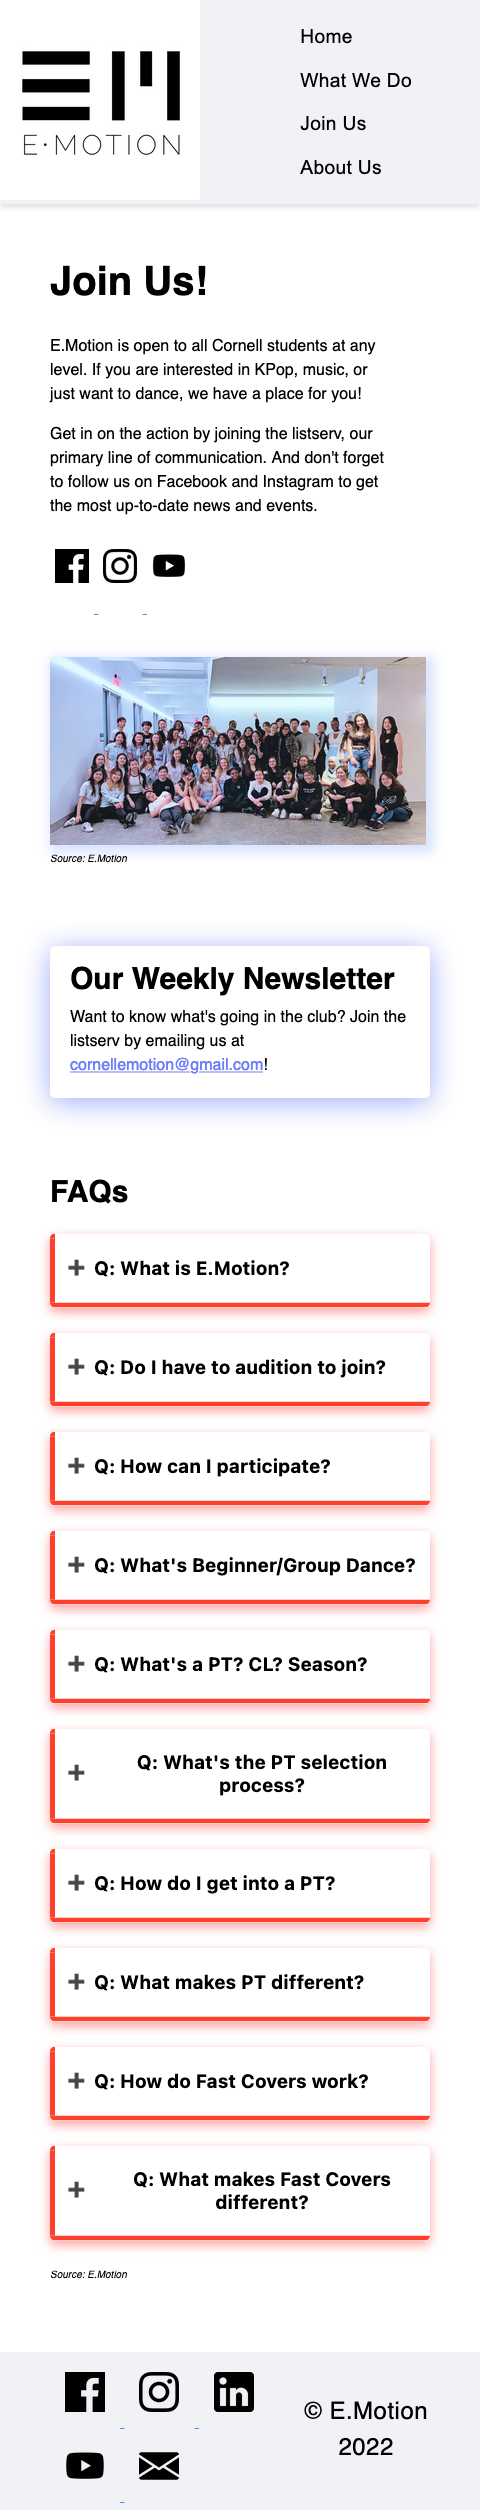 E·MOTION
Home
What We Do
Join Us
About Us
Join Us!
E.Motion is open to all Cornell students at any
level. If you are interested in KPop, music, or
just want to dance, we have a place for you!
Get in on the action by joining the listserv, our
primary line of communication. And don't forget
to follow us on Facebook and Instagram to get
the most up-to-date news and events.
Source: E.Motion
Our Weekly Newsletter
Want to know what's going in the club? Join the
listserv by emailing us at
cornellemotion@gmail.com!
FAQs
Q: What is E.Motion?
Q: Do I have to audition to join?
Q: How can I participate?
Q: What's Beginner/Group Dance?
Q: What's a PT? CL? Season?
Q: What's the PT selection
process?
Q: How do I get into a PT?
Q: What makes PT different?
Q: How do Fast Covers work?
Q: What makes Fast Covers
different?
Source: E.Motion
© E.Motion
2022